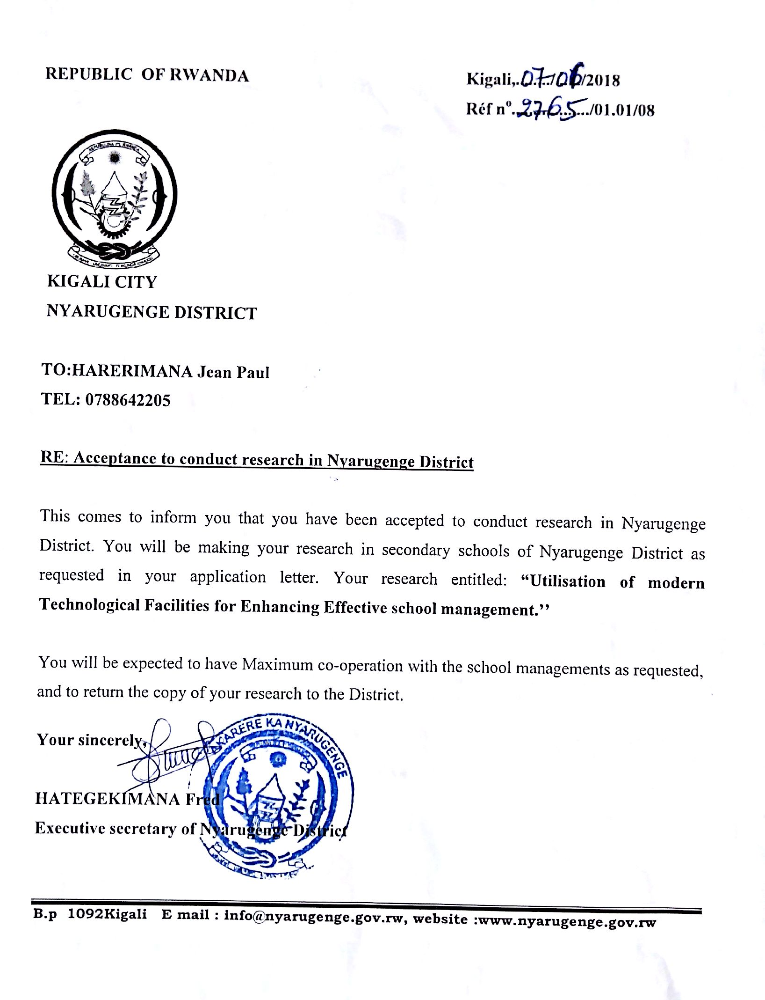 REPUBLIC OF RWANDA
Kigali,.07/06/2018
Réf nº.2765.../01.01/08
KIGALI CITY
NYARUGENGE DISTRICT
TO:HARERIMANA Jean Paul
TEL: 0788642205
RE: Acceptance to conduct research in Nyarugenge District
This comes to inform you that you have been accepted to conduct research in Nyarugenge
District. You will be making your research in secondary schools of Nyarugenge District as
requested in your application letter. Your research entitled: “Utilisation of modern
Technological Facilities for Enhancing Effective school management.’’
You will be expected to have Maximum co-operation with the school managements as requested,
and to return the copy of your research to the District.
Your sincerely,
KARERE KA NYARUGENGE
HATEGEKIMANA Fred
Executive secretary of Nyarugenge District
B.p 1092Kigali E mail : info@nyarugenge.gov.rw, website :www.nyarugenge.gov.rw